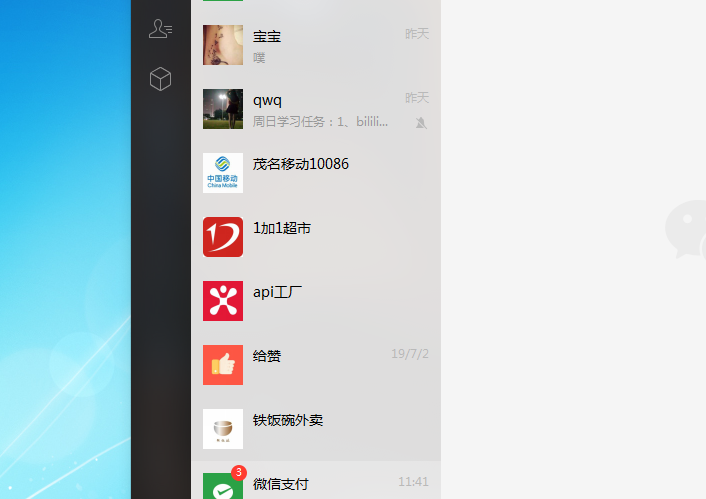 宝宝 昨天
噗
qwq 昨天
周日学习任务：1、bilili...
中国移动
China Mobile
茂名移动10086
1加1超市
api工厂
给赞 19/7/2
铁饭碗外卖
3
微信支付 11:41